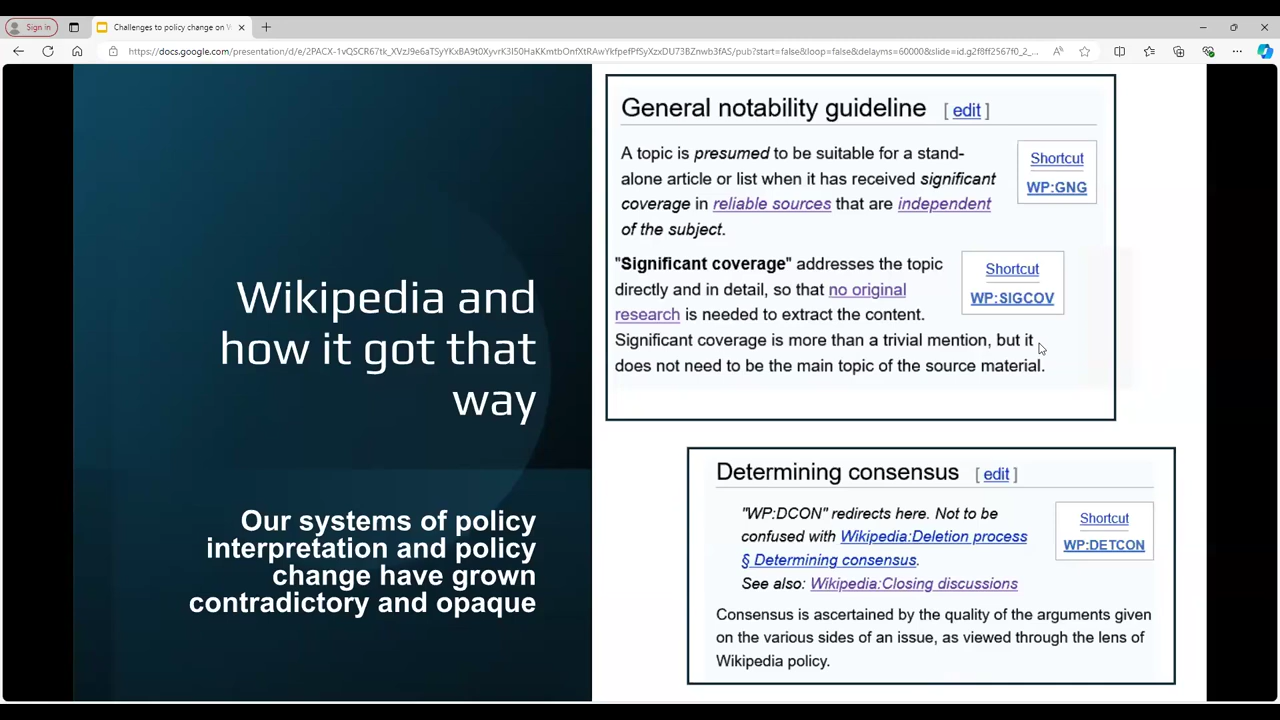 Sign in
Challenges to policy change on W
https://docs.google.com/presentation/d/e/2PACX-1vQSCR67tk_XVzJ9e6aTSyYKxBA9t0XyvrK3I50HaKKmtbOnfXtRAwYkfpefPfSyXzxDU73BZnwb3fAS/pub?start=false&loop=false&delayms=60000&slide=id.g2f8ff2567f0_2_...
Wikipedia and
how it got that
way
Our systems of policy
interpretation and policy
change have grown
contradictory and opaque
General notability guideline [ edit ]
A topic is presumed to be suitable for a stand-
alone article or list when it has received significant
coverage in reliable sources that are independent
of the subject.
Shortcut
WP:GNG
"Significant coverage" addresses the topic
directly and in detail, so that no original
research is needed to extract the content.
Significant coverage is more than a trivial mention, but it
does not need to be the main topic of the source material.
Shortcut
WP:SIGCOV
Determining consensus [ edit ]
"WP:DCON" redirects here. Not to be
confused with Wikipedia:Deletion process
§ Determining consensus.
See also: Wikipedia:Closing discussions
Shortcut
WP:DETCON
Consensus is ascertained by the quality of the arguments given
on the various sides of an issue, as viewed through the lens of
Wikipedia policy.